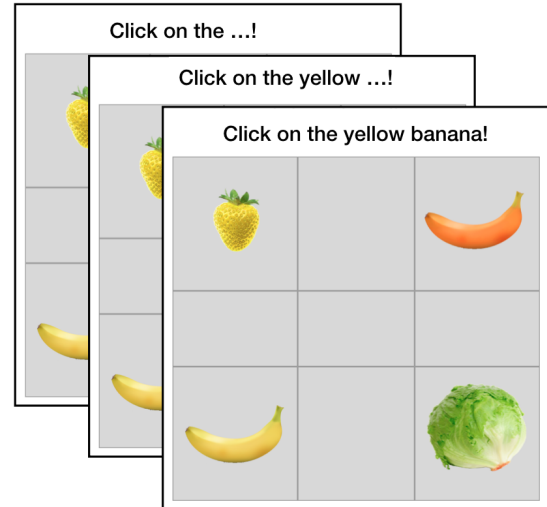 Click on the …!
Click on the yellow …!
Click on the yellow banana!